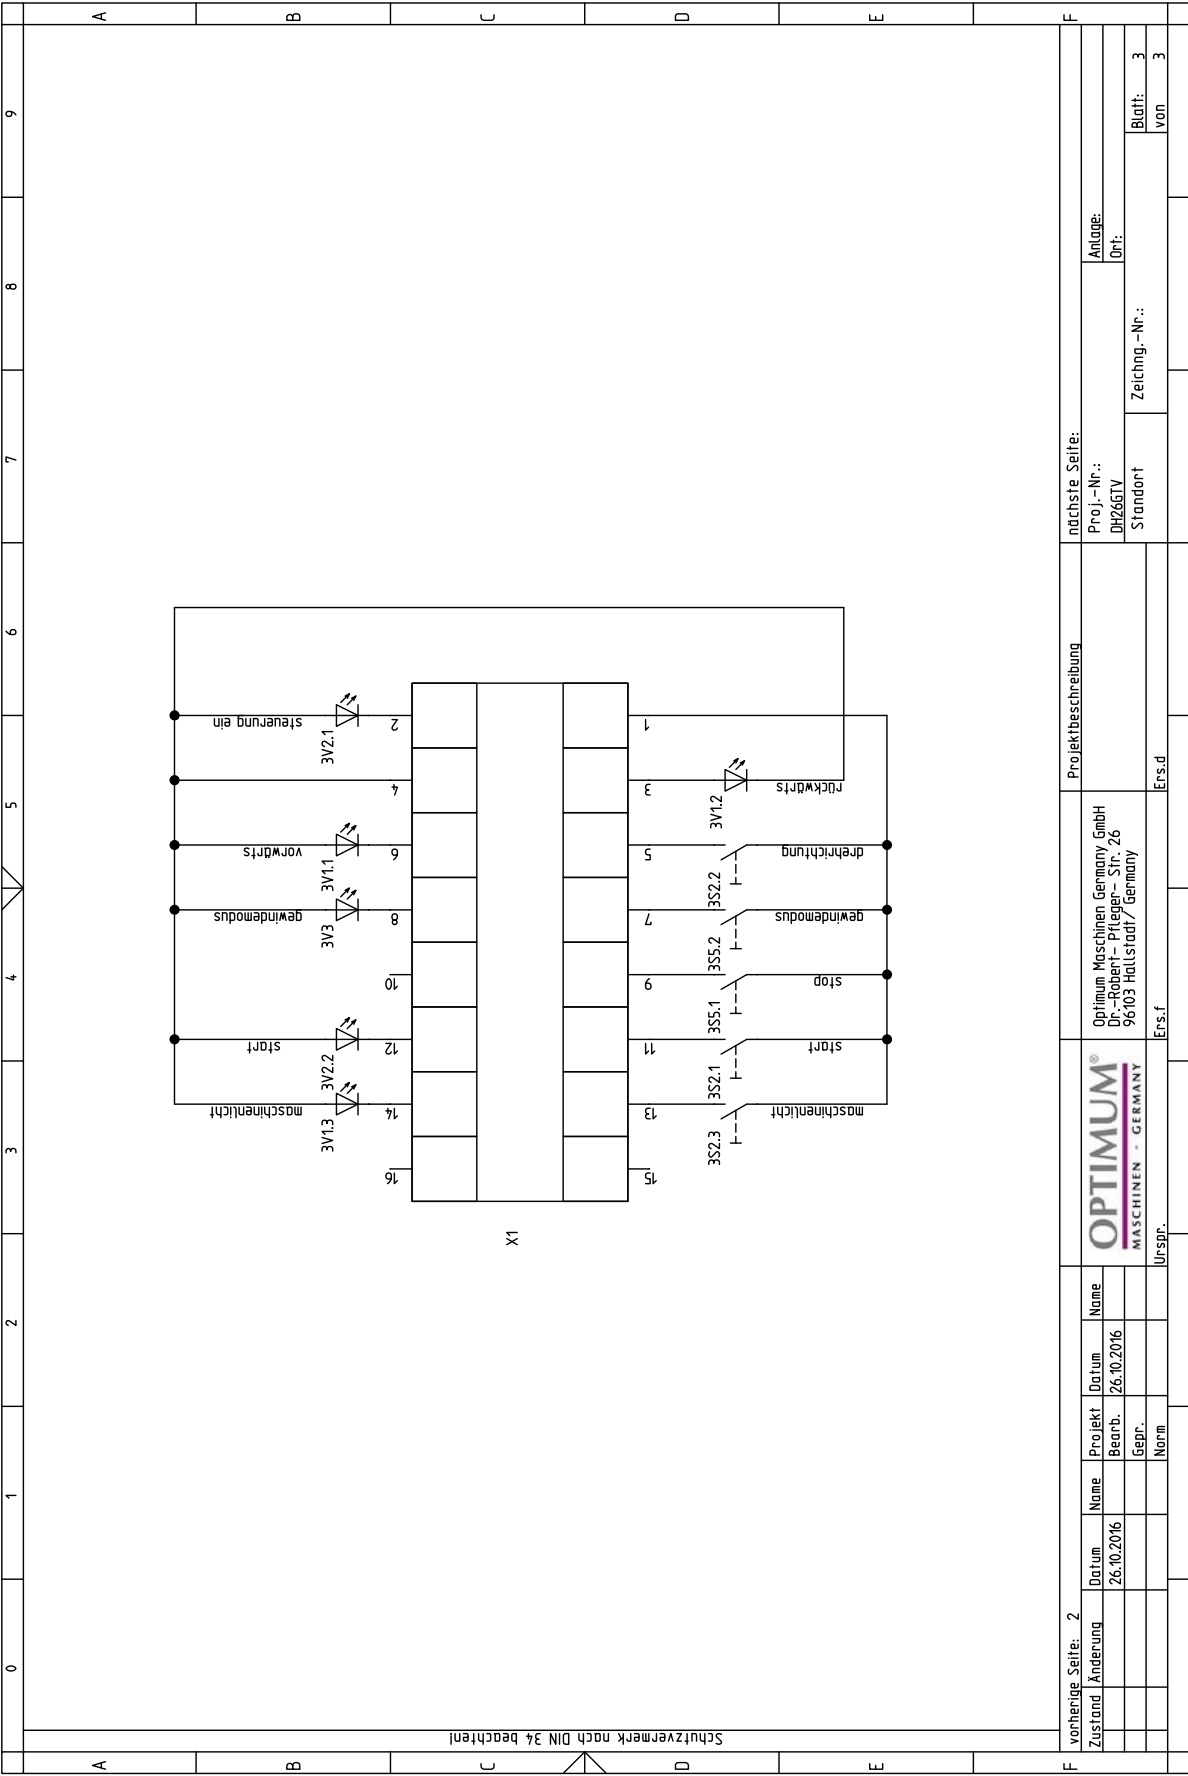 0 1 2 3 4 5 6 7 8 9
A A
B B
C C
D D
E E
F F
Schutzvermerk nach DIN 34 beachten!
X1
16 14 12 10 8 6 4 2
3V1.3 maschinenlicht
3V2.2 start
3V3 gewindemodus
3V1.1 vorwärts
3V2.1 steuerung ein
15 13 11 9 7 5 3 1
3S2.3 maschinenlicht
3S2.1 start
3S5.1 stop
3S5.2 gewindemodus
3S2.2 drehrichtung
3V1.2 rückwärts
vorherige Seite: 2
Projektbeschreibung
nächste Seite:
Zustand Änderung Datum Name Projekt Datum Name
26.10.2016 Bearb. 26.10.2016
Gepr.
Norm
Urspr.
Ers.f
Ers.d
OPTIMUM®
MASCHINEN - GERMANY
Optimum Maschinen Germany GmbH
Dr.-Robert- Pfleger- Str. 26
96103 Hallstadt/ Germany
Proj.-Nr.:
DH26GTV
Anlage:
Ort:
Standort
Zeichng.-Nr.:
Blatt: 3
von 3